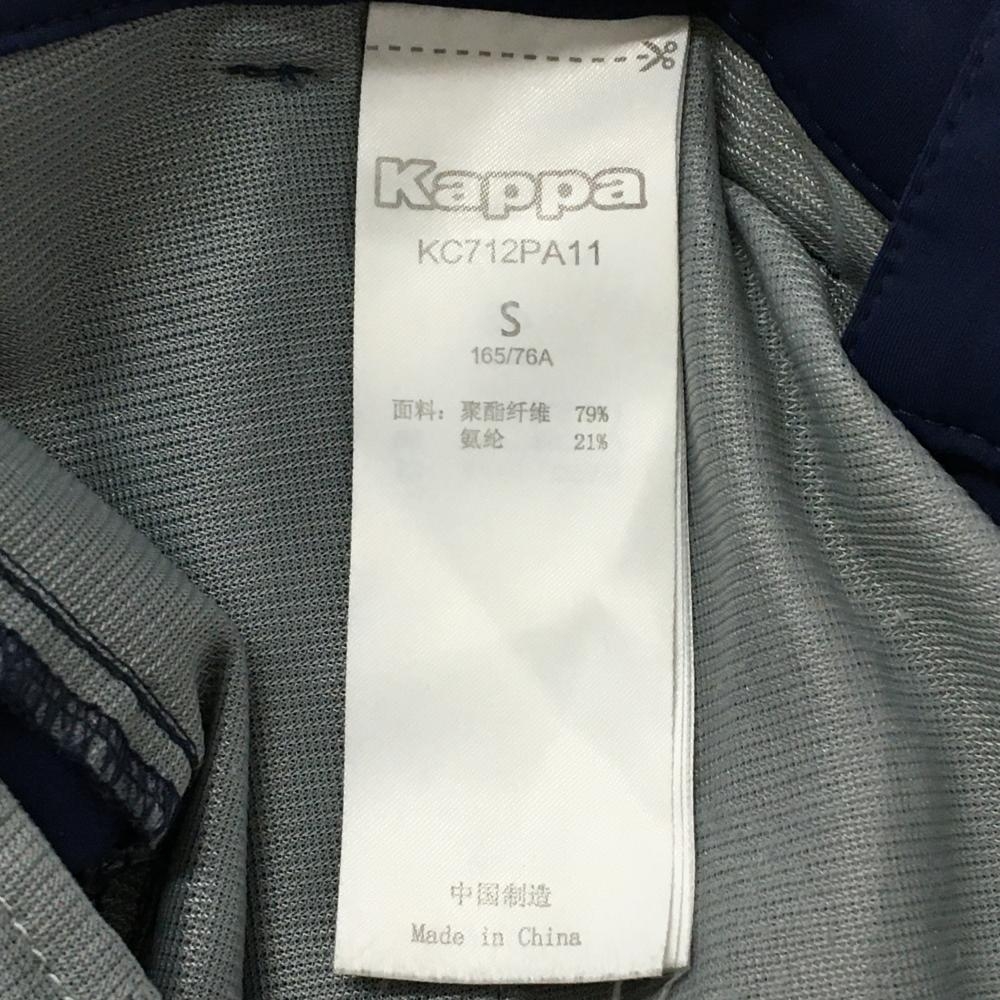 Kappa
KC712PA11
S
165/76A
面料: 聚酯纤维 79%
氨纶 21%
中国制造
Made in China